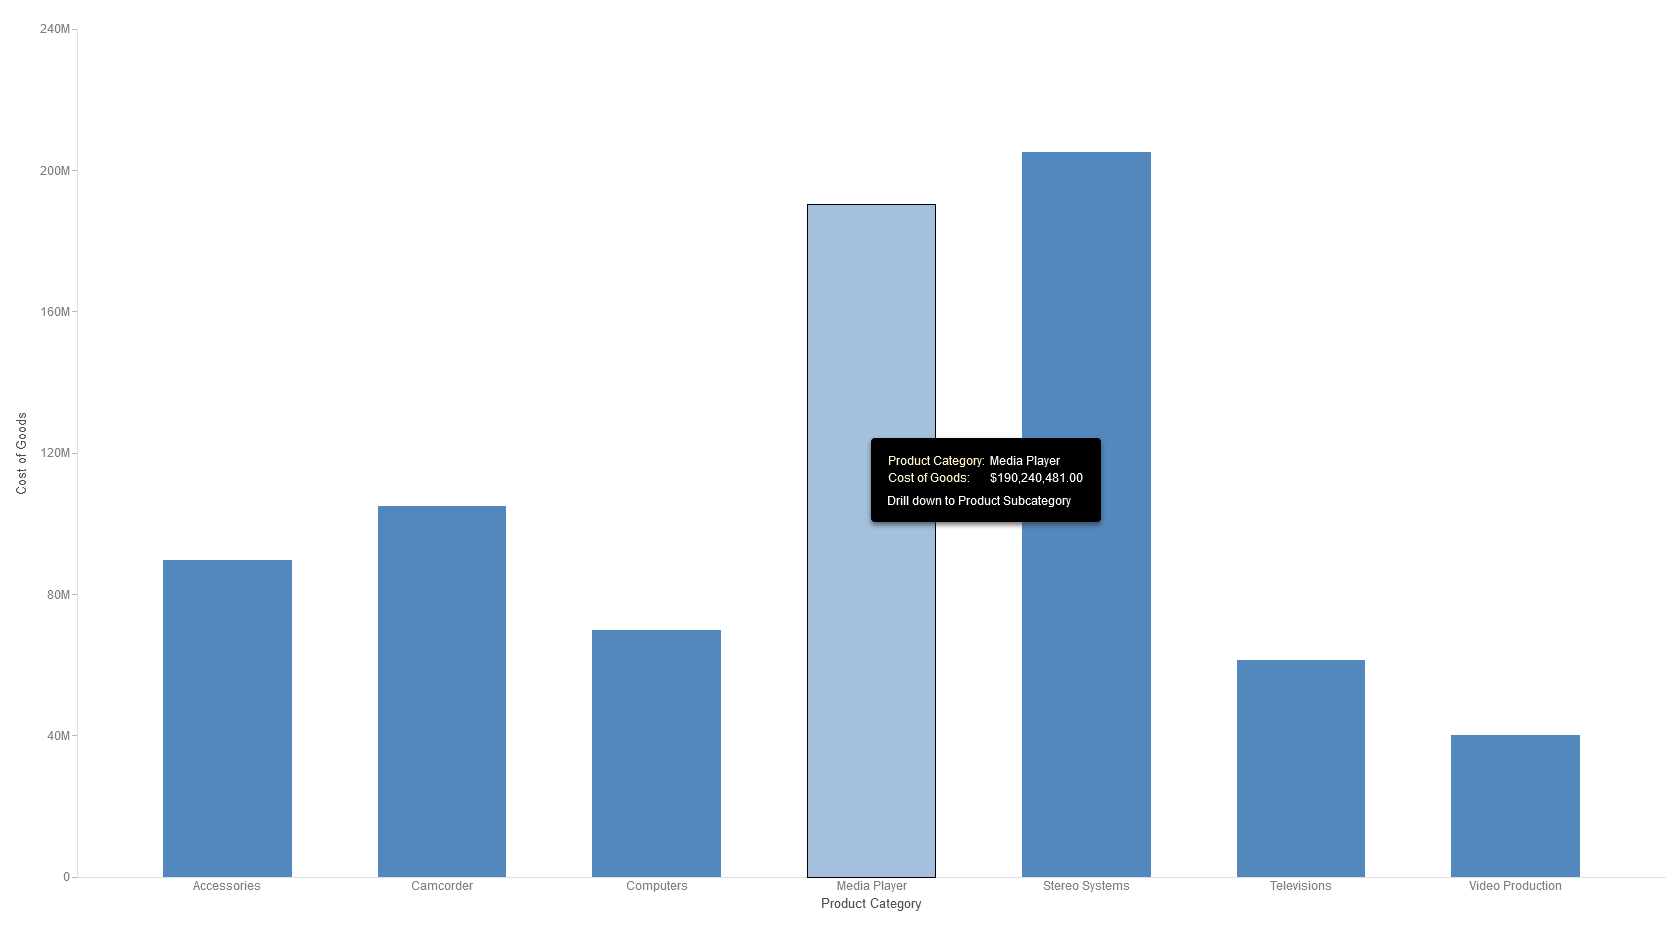 240M
200M
160M
120M
80M
40M
0
Cost of Goods
Product Category: Media Player
Cost of Goods: $190,240,481.00
Drill down to Product Subcategory
Accessories Camcorder Computers Media Player Stereo Systems Televisions Video Production
Product Category